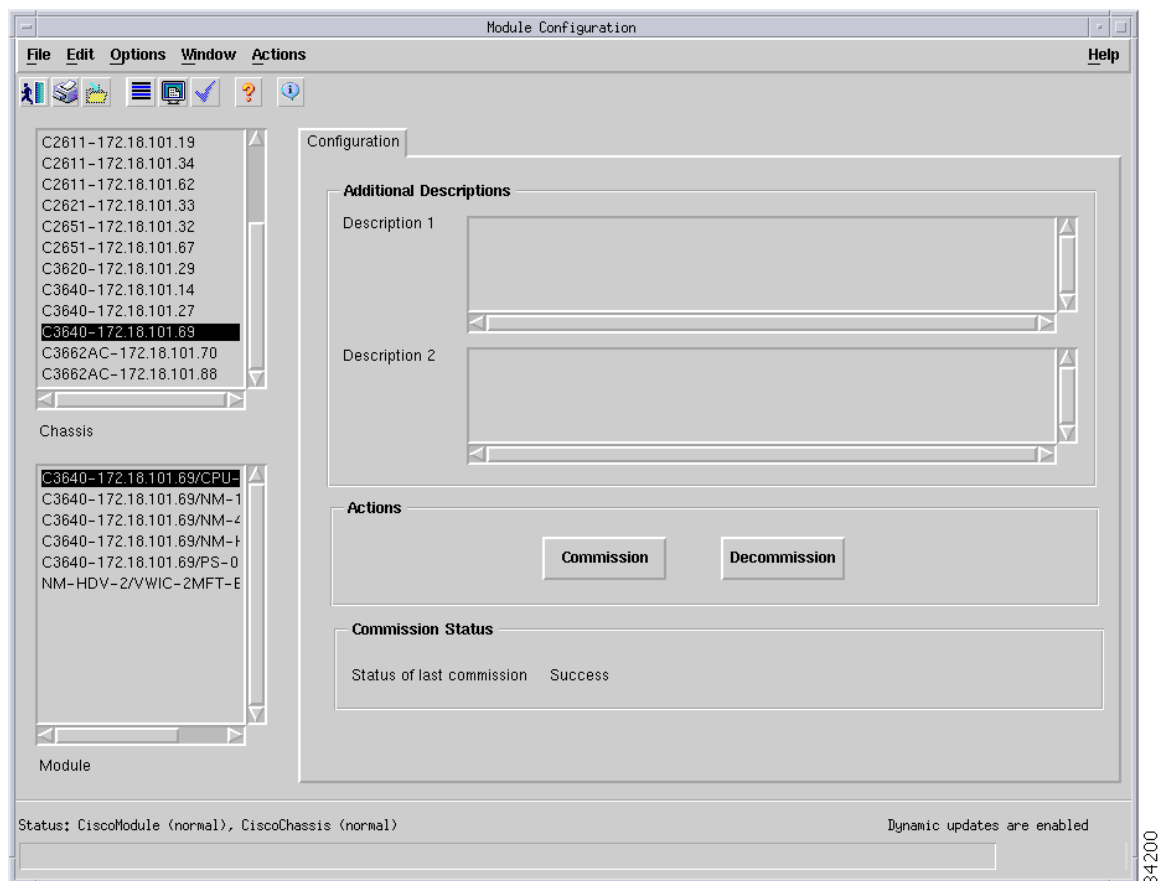 Module Configuration
File Edit Options Window Actions Help
C2611-172.18.101.19
C2611-172.18.101.34
C2611-172.18.101.62
C2621-172.18.101.33
C2651-172.18.101.32
C2651-172.18.101.67
C3620-172.18.101.29
C3640-172.18.101.14
C3640-172.18.101.27
C3640-172.18.101.69
C3662AC-172.18.101.70
C3662AC-172.18.101.88
Chassis
C3640-172.18.101.69/CPU-
C3640-172.18.101.69/NM-1
C3640-172.18.101.69/NM-4
C3640-172.18.101.69/NM-H
C3640-172.18.101.69/PS-0
NM-HDV-2/VWIC-2MFT-E
Module
Configuration
Additional Descriptions
Description 1
Description 2
Actions
Commission Decommission
Commission Status
Status of last commission Success
Status: CiscoModule (normal), CiscoChassis (normal)
Dynamic updates are enabled
84200